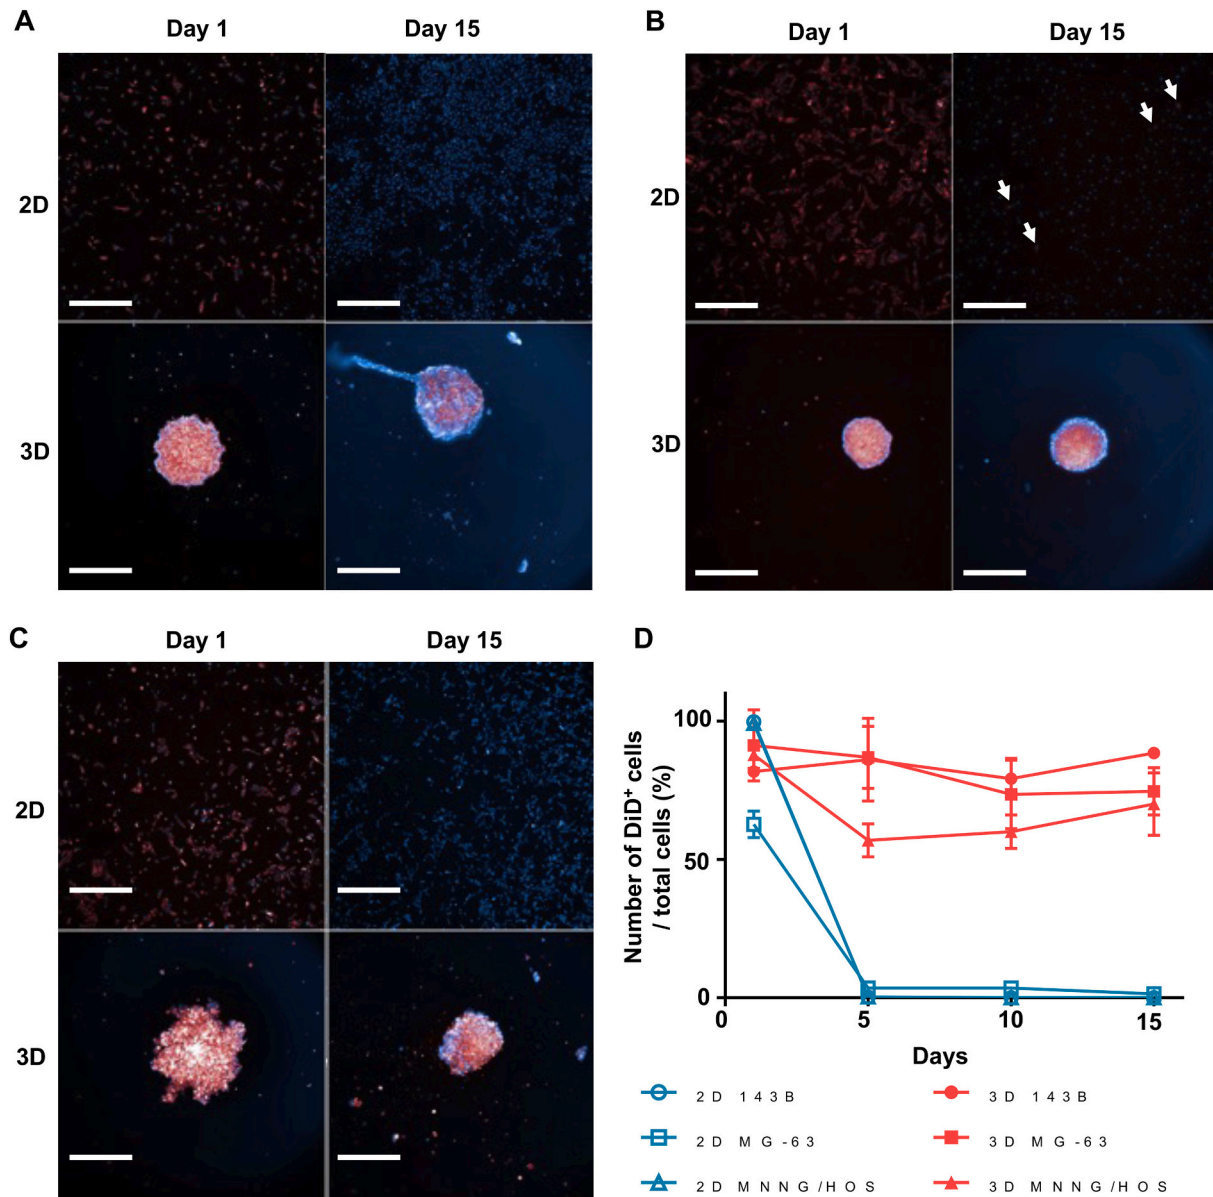 A
Day 1
Day 15
2D
3D
B
Day 1
Day 15
2D
3D
C
Day 1
Day 15
2D
3D
D
Number of DiD⁺ cells
/ total cells (%)
100
50
0
0
5
10
15
Days
2D 143B
3D 143B
2D MG-63
3D MG-63
2D MNNG/HOS
3D MNNG/HOS